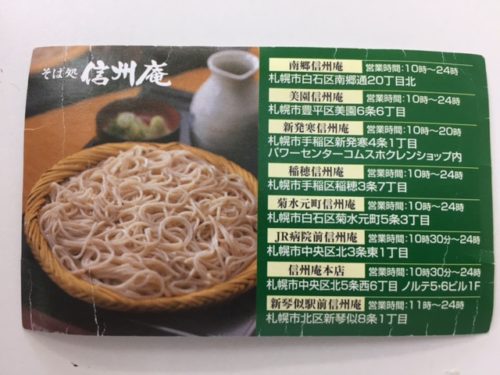 そば処 信州庵
南郷信州庵 営業時間:10時〜24時
札幌市白石区南郷通20丁目北
美園信州庵 営業時間:10時〜24時
札幌市豊平区美園6条6丁目
新発寒信州庵 営業時間:10時〜20時
札幌市手稲区新発寒4条1丁目
パワーセンターコムスホクレンショップ内
稲穂信州庵 営業時間:10時〜24時
札幌市手稲区稲穂3条7丁目
菊水元町信州庵 営業時間:10時〜24時
札幌市白石区菊水元町5条3丁目
JR病院前信州庵 営業時間:10時30分〜24時
札幌市中央区北3条東1丁目
信州庵本店 営業時間:10時30分〜24時
札幌市中央区北5条西6丁目 ノルテ5・6ビル1F
新琴似駅前信州庵 営業時間:11時〜24時
札幌市北区新琴似8条1丁目